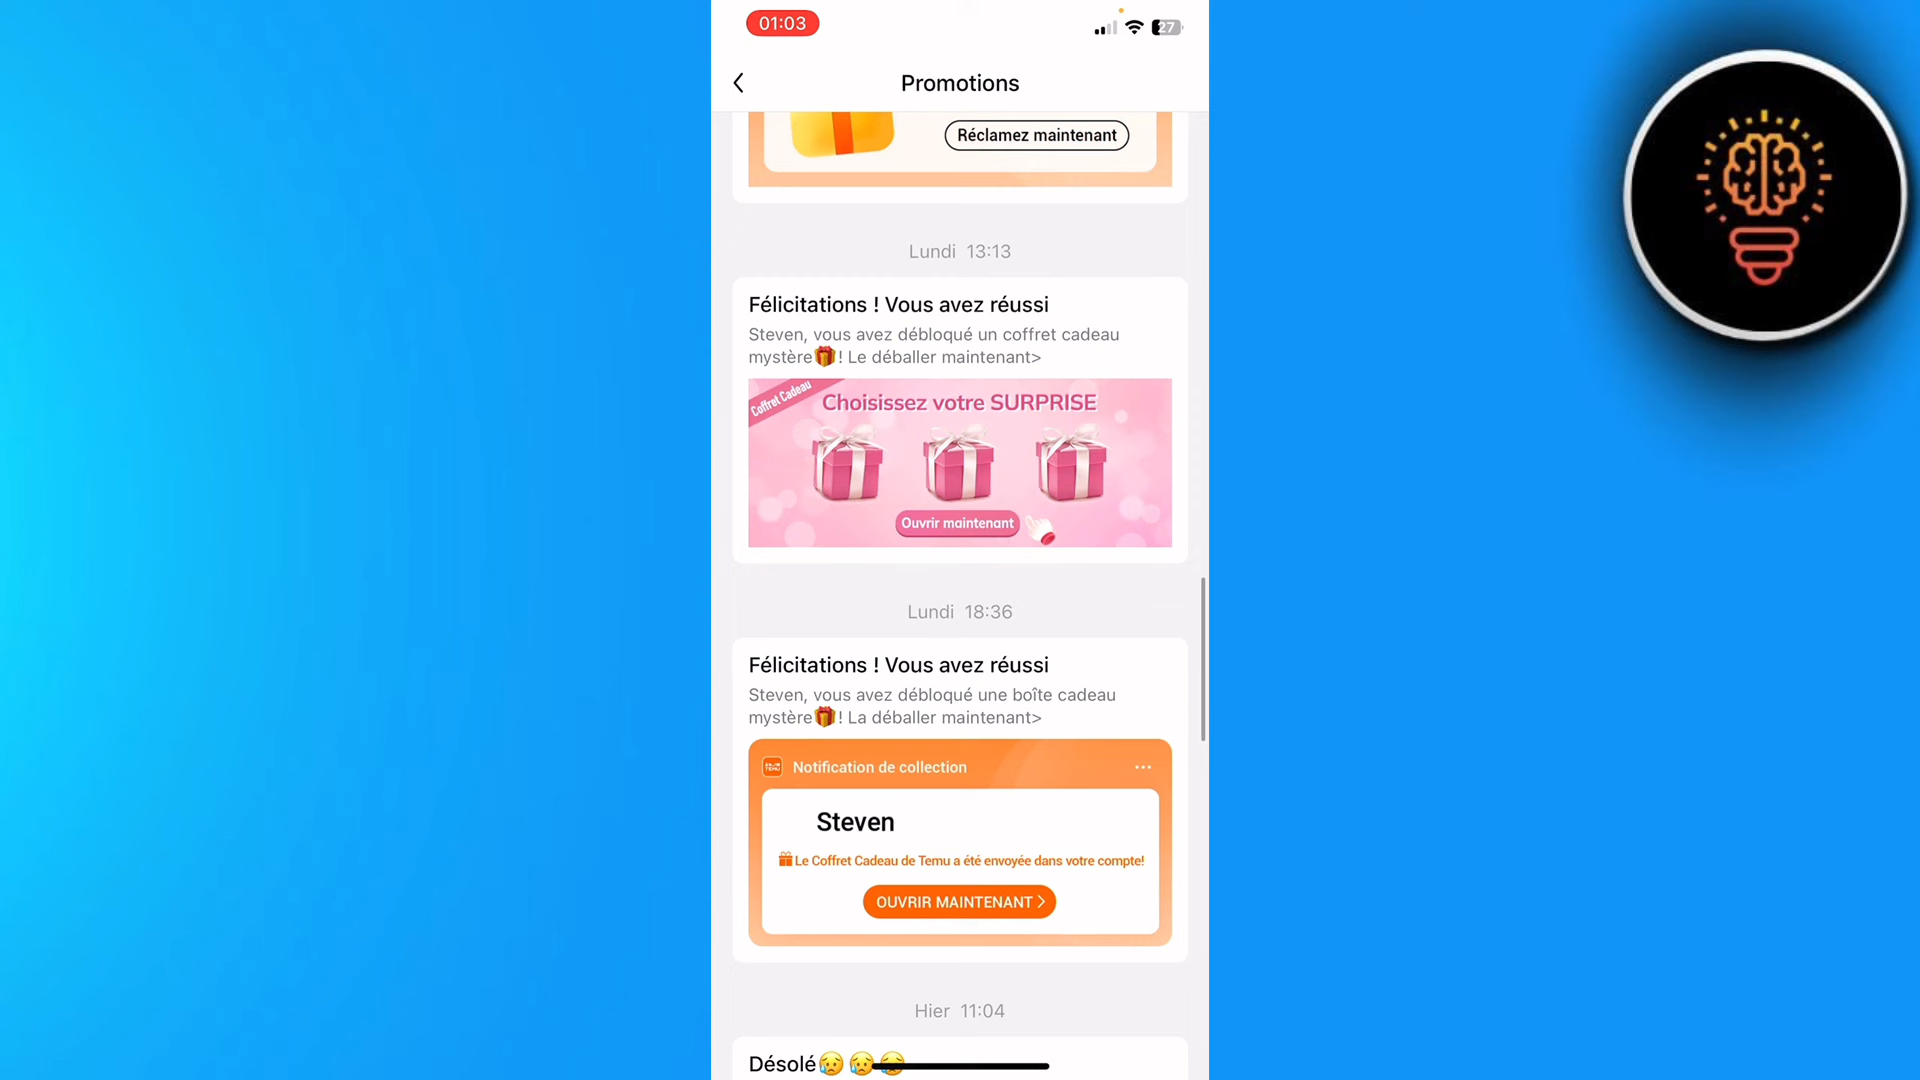 01:03
27
Promotions
Réclamez maintenant
Lundi 13:13
Félicitations ! Vous avez réussi
Steven, vous avez débloqué un coffret cadeau
mystère🎁! Le déballer maintenant>
Coffret Cadeau
Choisissez votre SURPRISE
Ouvrir maintenant
Lundi 18:36
Félicitations ! Vous avez réussi
Steven, vous avez débloqué une boîte cadeau
mystère🎁! La déballer maintenant>
TEMU
Notification de collection
...
Steven
Le Coffret Cadeau de Temu a été envoyée dans votre compte!
OUVRIR MAINTENANT >
Hier 11:04
Désolé😥😥😥